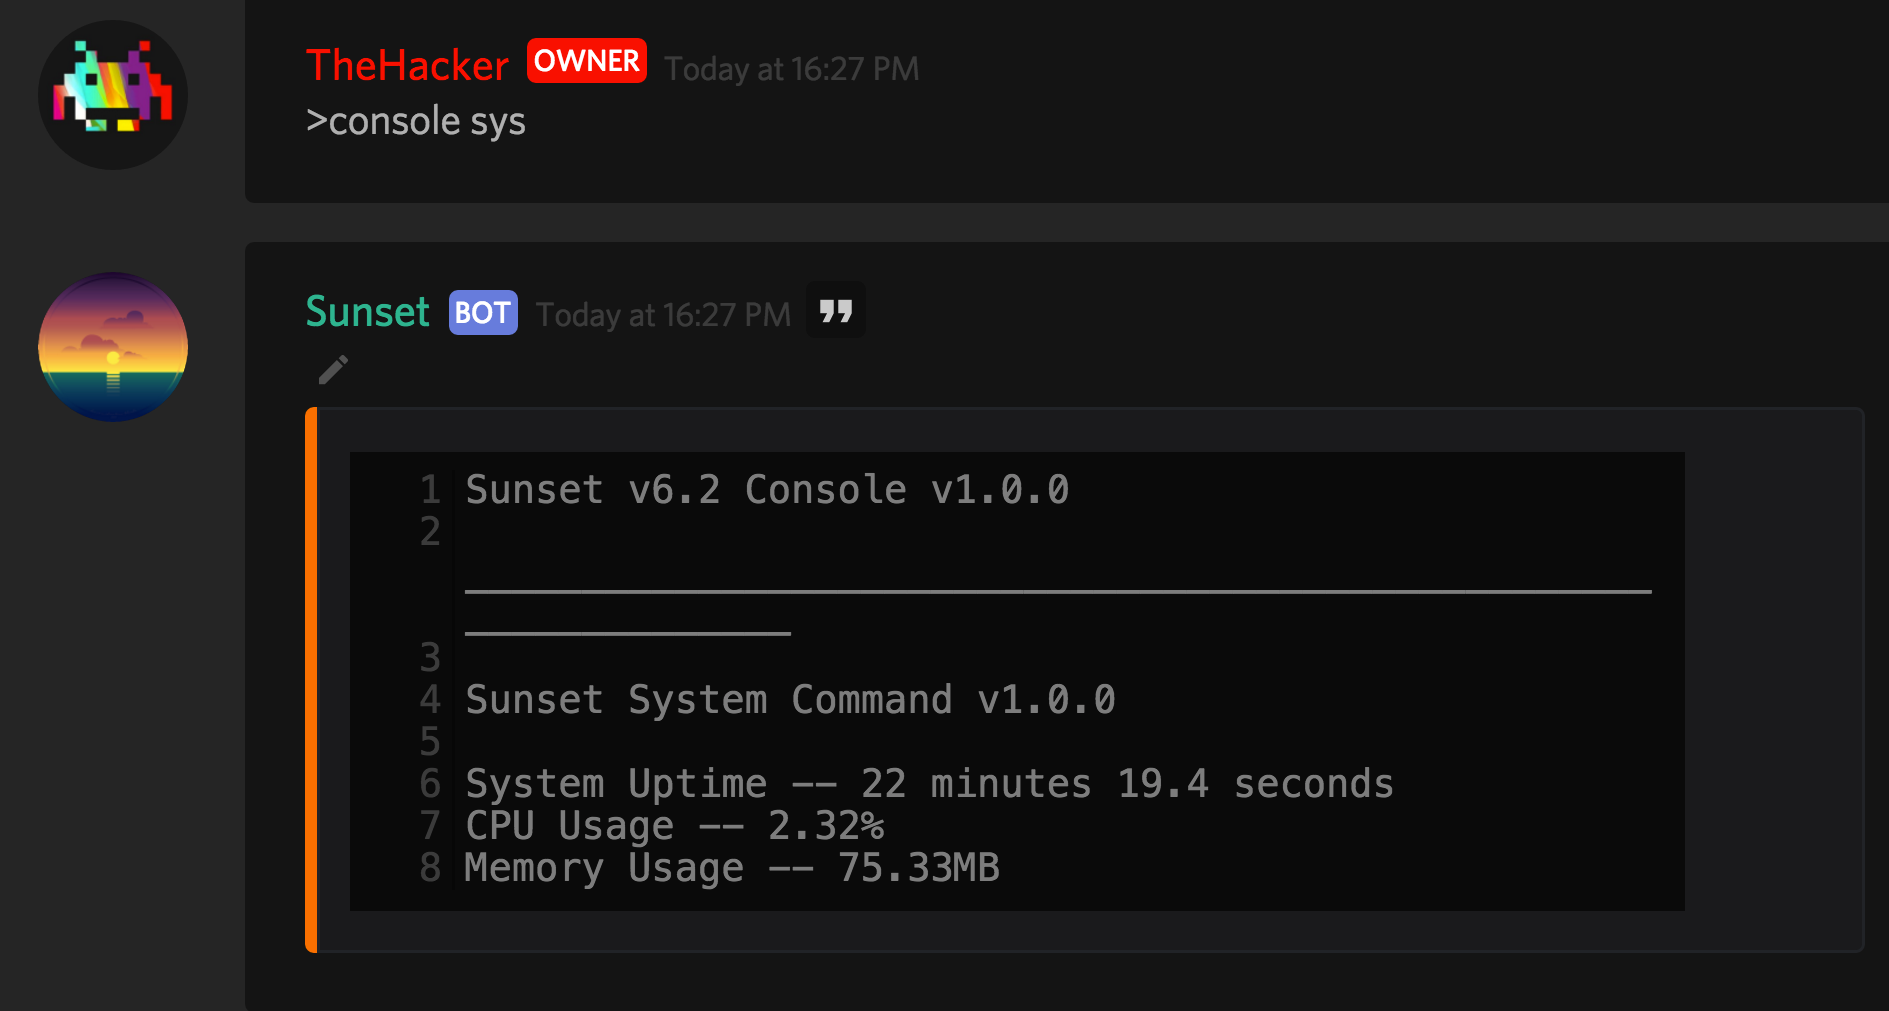 TheHacker OWNER Today at 16:27 PM
>console sys
Sunset BOT Today at 16:27 PM
1 Sunset v6.2 Console v1.0.0
2
3
4 Sunset System Command v1.0.0
5
6 System Uptime -- 22 minutes 19.4 seconds
7 CPU Usage -- 2.32%
8 Memory Usage -- 75.33MB